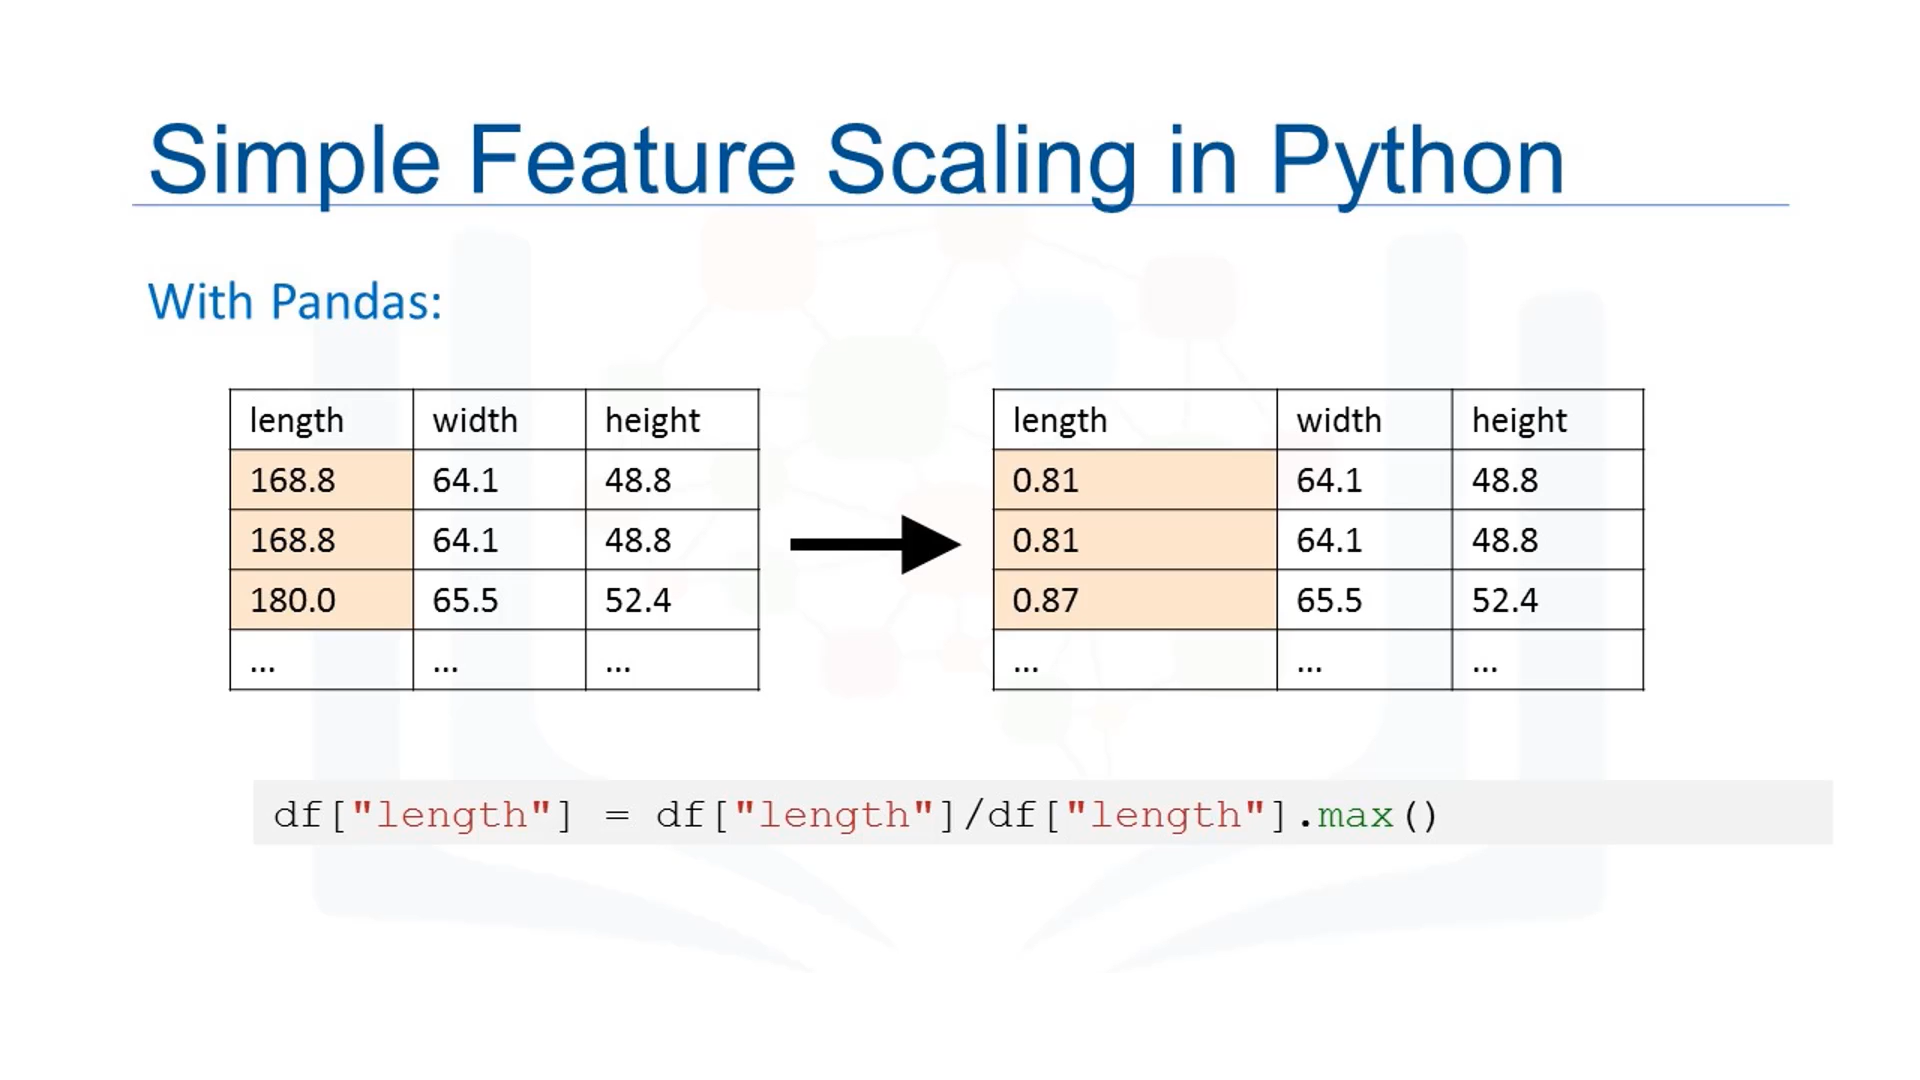 Simple Feature Scaling in Python
With Pandas:
length width height
168.8 64.1 48.8
168.8 64.1 48.8
180.0 65.5 52.4
... ... ...
length width height
0.81 64.1 48.8
0.81 64.1 48.8
0.87 65.5 52.4
... ... ...
df["length"] = df["length"]/df["length"].max()